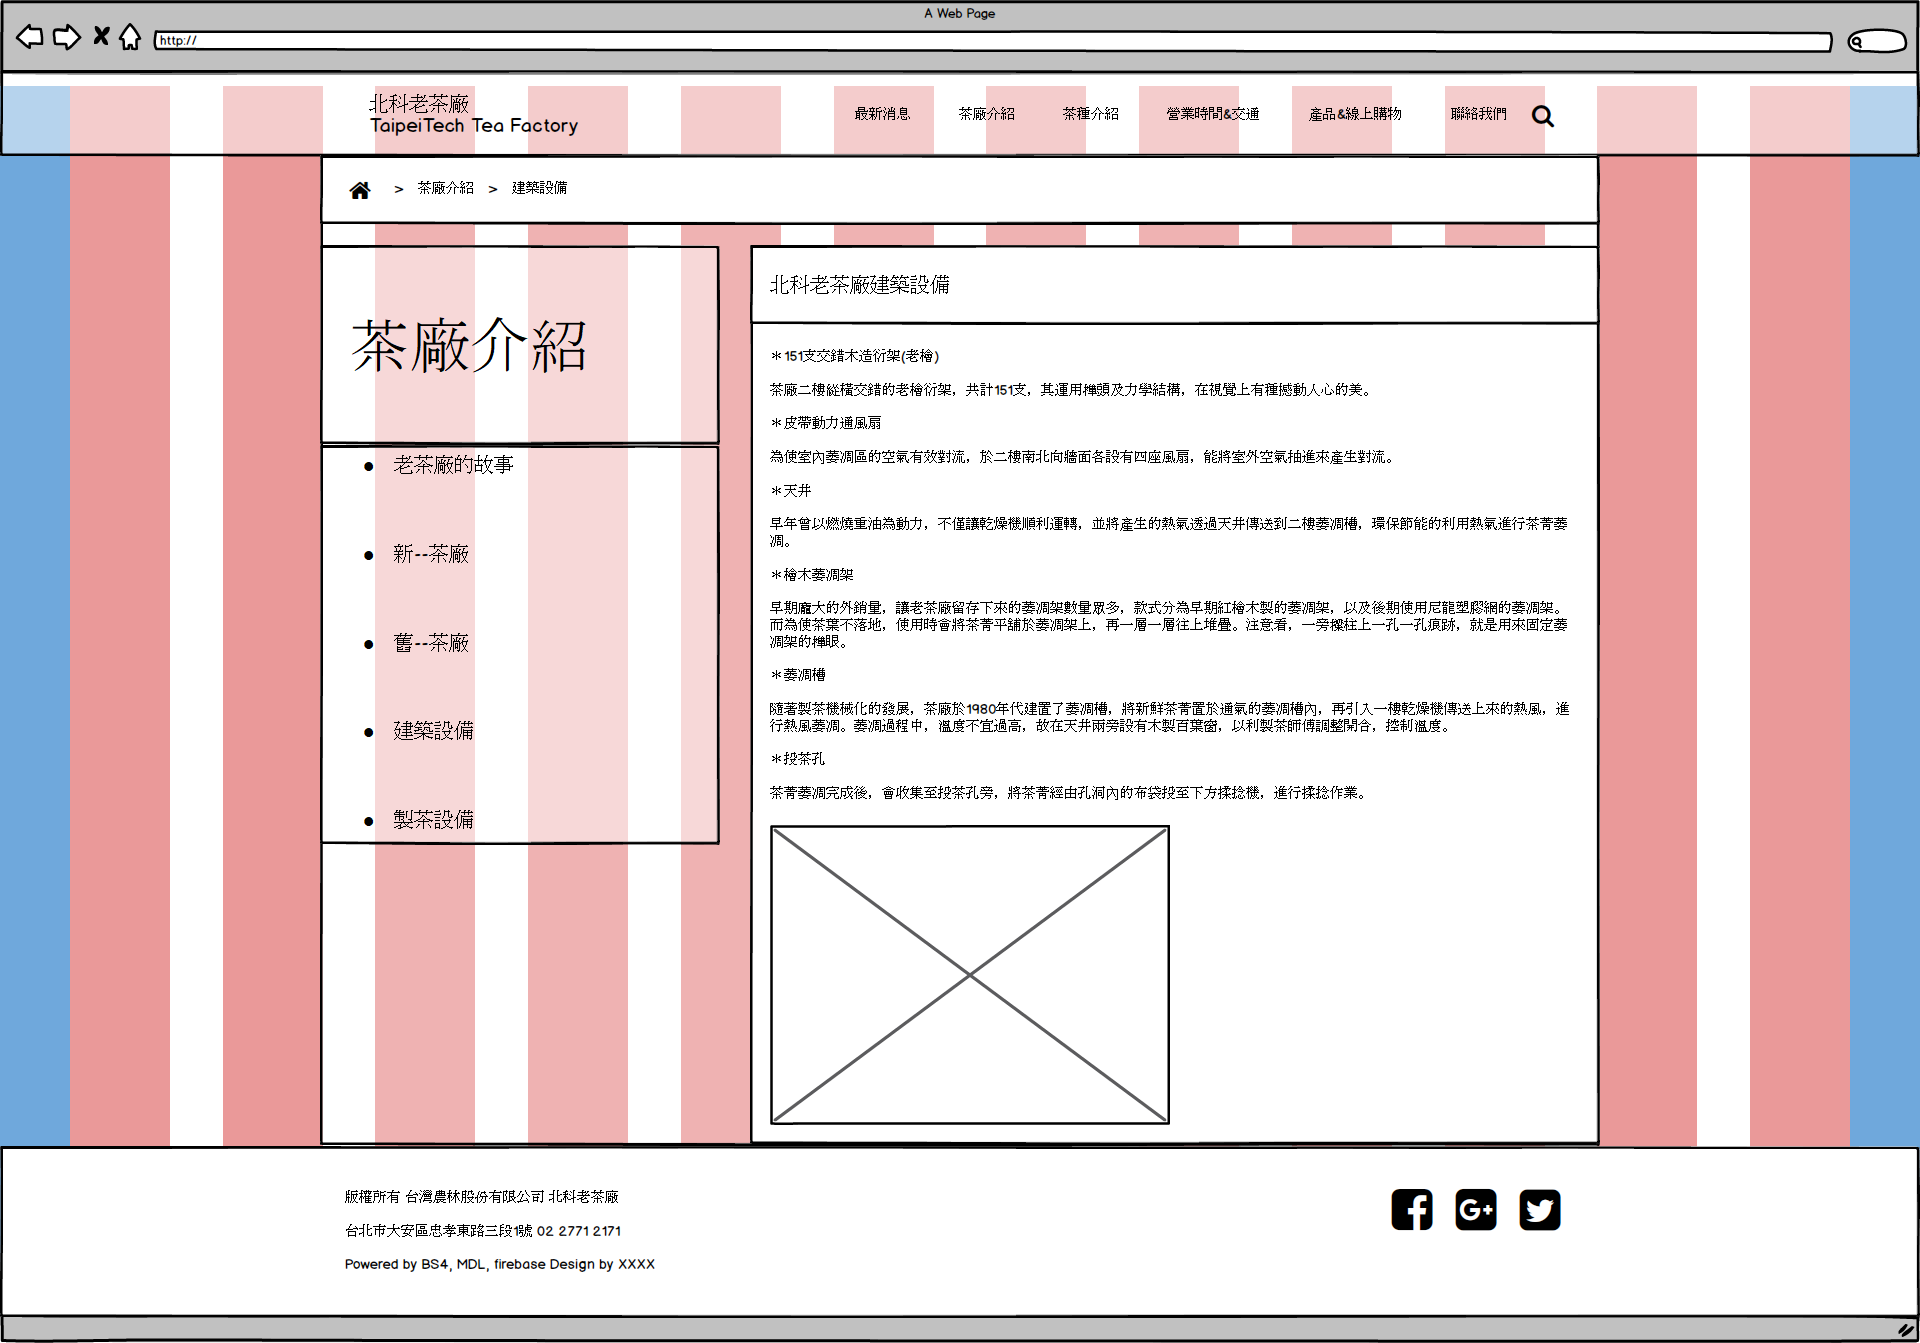 A Web Page
http://
北科老茶廠
TaipeiTech Tea Factory
最新消息 茶廠介紹 茶種介紹 營業時間&交通 產品&線上購物 聯絡我們
> 茶廠介紹 > 建築設備
茶廠介紹
老茶廠的故事
新--茶廠
舊--茶廠
建築設備
製茶設備
北科老茶廠建築設備
＊151支交錯木造衍架(老檜)
茶廠二樓縱橫交錯的老檜衍架，共計151支，其運用榫頭及力學結構，在視覺上有種撼動人心的美。
＊皮帶動力通風扇
為使室內萎凋區的空氣有效對流，於二樓南北向牆面各設有四座風扇，能將室外空氣抽進來產生對流。
＊天井
早年曾以燃燒重油為動力，不僅讓乾燥機順利運轉，並將產生的熱氣透過天井傳送到二樓萎凋槽，環保節能的利用熱氣進行茶菁萎
凋。
＊檜木萎凋架
早期龐大的外銷量，讓老茶廠留存下來的萎凋架數量眾多，款式分為早期紅檜木製的萎凋架，以及後期使用尼龍塑膠網的萎凋架。
而為使茶葉不落地，使用時會將茶菁平舖於萎凋架上，再一層一層往上堆疊。注意看，一旁樑柱上一孔一孔痕跡，就是用來固定萎
凋架的榫眼。
＊萎凋槽
隨著製茶機械化的發展，茶廠於1980年代建置了萎凋槽，將新鮮茶菁置於通氣的萎凋槽內，再引入一樓乾燥機傳送上來的熱風，進
行熱風萎凋。萎凋過程中，溫度不宜過高，故在天井兩旁設有木製百葉窗，以利製茶師傅調整開合，控制溫度。
＊投茶孔
茶菁萎凋完成後，會收集至投茶孔旁，將茶菁經由孔洞內的布袋投至下方揉捻機，進行揉捻作業。
版權所有 台灣農林股份有限公司 北科老茶廠
台北市大安區忠孝東路三段1號 02 2771 2171
Powered by BS4, MDL, firebase Design by XXXX